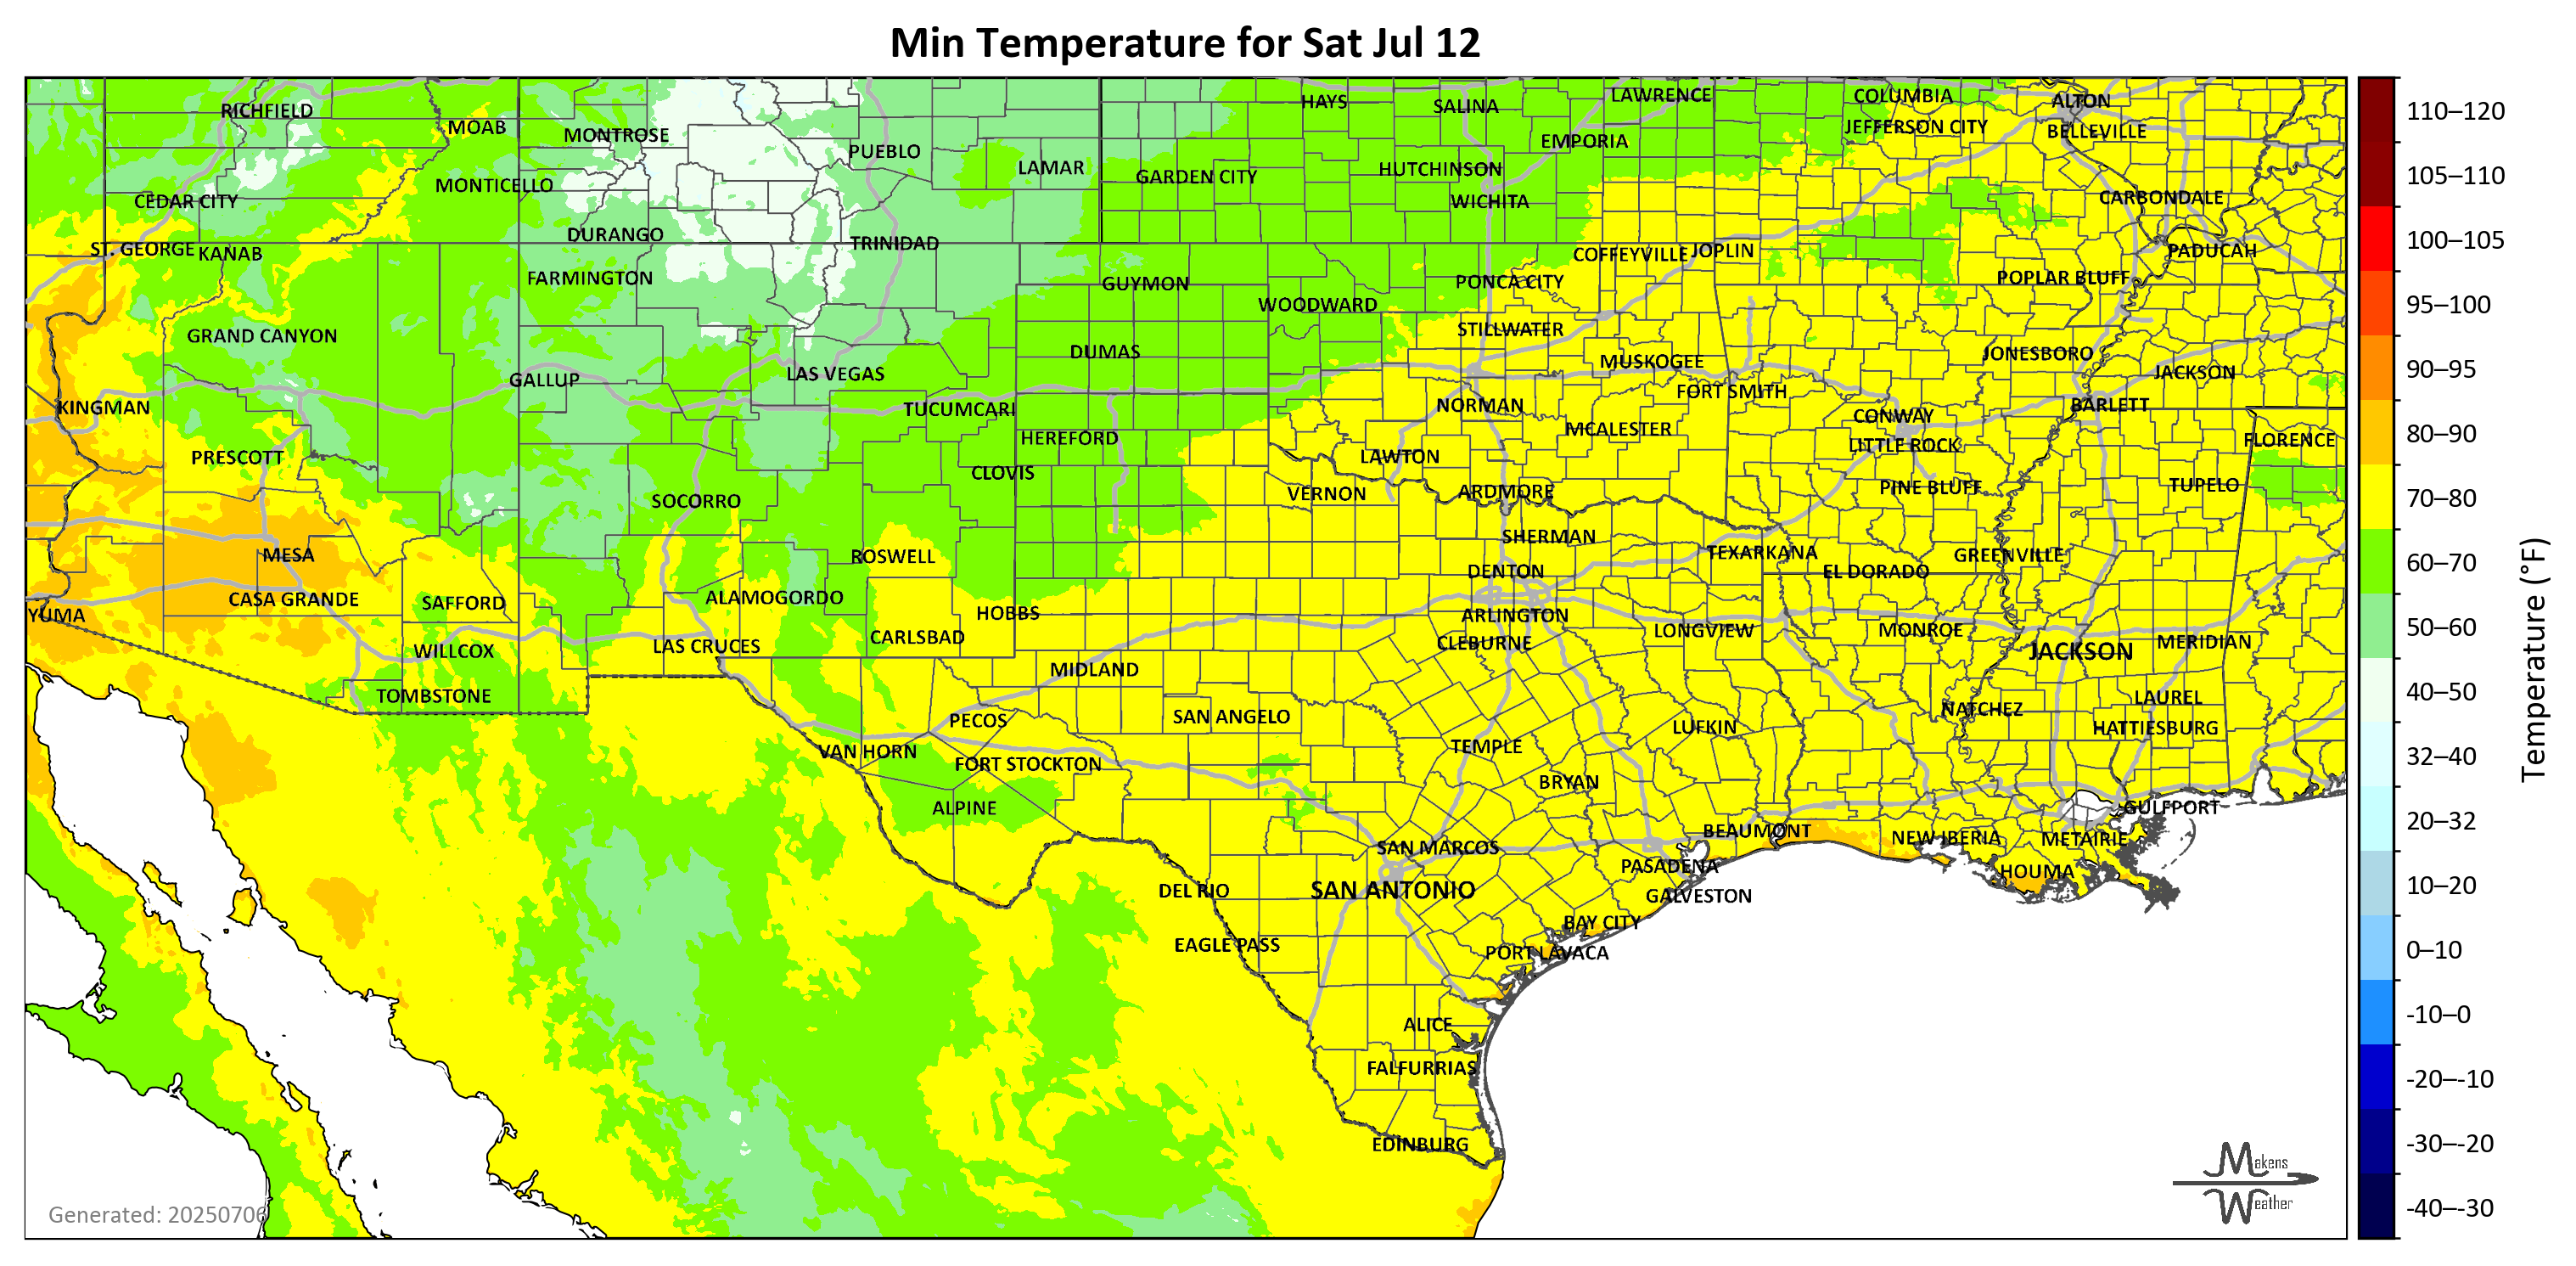 Min Temperature for Sat Jul 12
HAYS
SALINA
LAWRENCE
COLUMBIA
ALTON
RICHFIELD
MOAB
MONTROSE
PUEBLO
EMPORIA
JEFFERSON CITY
BELLEVILLE
LAMAR
GARDEN CITY
HUTCHINSON
MONTICELLO
CEDAR CITY
WICHITA
CARBONDALE
DURANGO
TRINIDAD
ST. GEORGE
KANAB
COFFEYVILLE
JOPLIN
PADUCAH
FARMINGTON
GUYMON
PONCA CITY
POPLAR BLUFF
WOODWARD
GRAND CANYON
STILLWATER
DUMAS
MUSKOGEE
JONESBORO
JACKSON
GALLUP
LAS VEGAS
FORT SMITH
KINGMAN
TUCUMCARI
NORMAN
CONWAY
BARLETT
HEREFORD
MCALESTER
LITTLE ROCK
FLORENCE
PRESCOTT
CLOVIS
LAWTON
SOCORRO
VERNON
ARDMORE
PINE BLUFF
TUPELO
MESA
ROSWELL
SHERMAN
TEXARKANA
GREENVILLE
DENTON
EL DORADO
CASA GRANDE
SAFFORD
ALAMOGORDO
HOBBS
ARLINGTON
YUMA
CARLSBAD
CLEBURNE
LONGVIEW
MONROE
WILLCOX
LAS CRUCES
JACKSON
MERIDIAN
MIDLAND
TOMBSTONE
LAUREL
PECOS
SAN ANGELO
NATCHEZ
HATTIESBURG
VAN HORN
TEMPLE
LUFKIN
FORT STOCKTON
BRYAN
ALPINE
GULFPORT
BEAUMONT
NEW IBERIA
METAIRIE
SAN MARCOS
PASADENA
HOUMA
DEL RIO
SAN ANTONIO
GALVESTON
BAY CITY
EAGLE PASS
PORT LAVACA
ALICE
FALFURRIAS
EDINBURG
Generated: 20250706
Makens
Weather
110–120
105–110
100–105
95–100
90–95
80–90
70–80
60–70
50–60
40–50
32–40
20–32
10–20
0–10
-10–0
-20–-10
-30–-20
-40–-30
Temperature (°F)